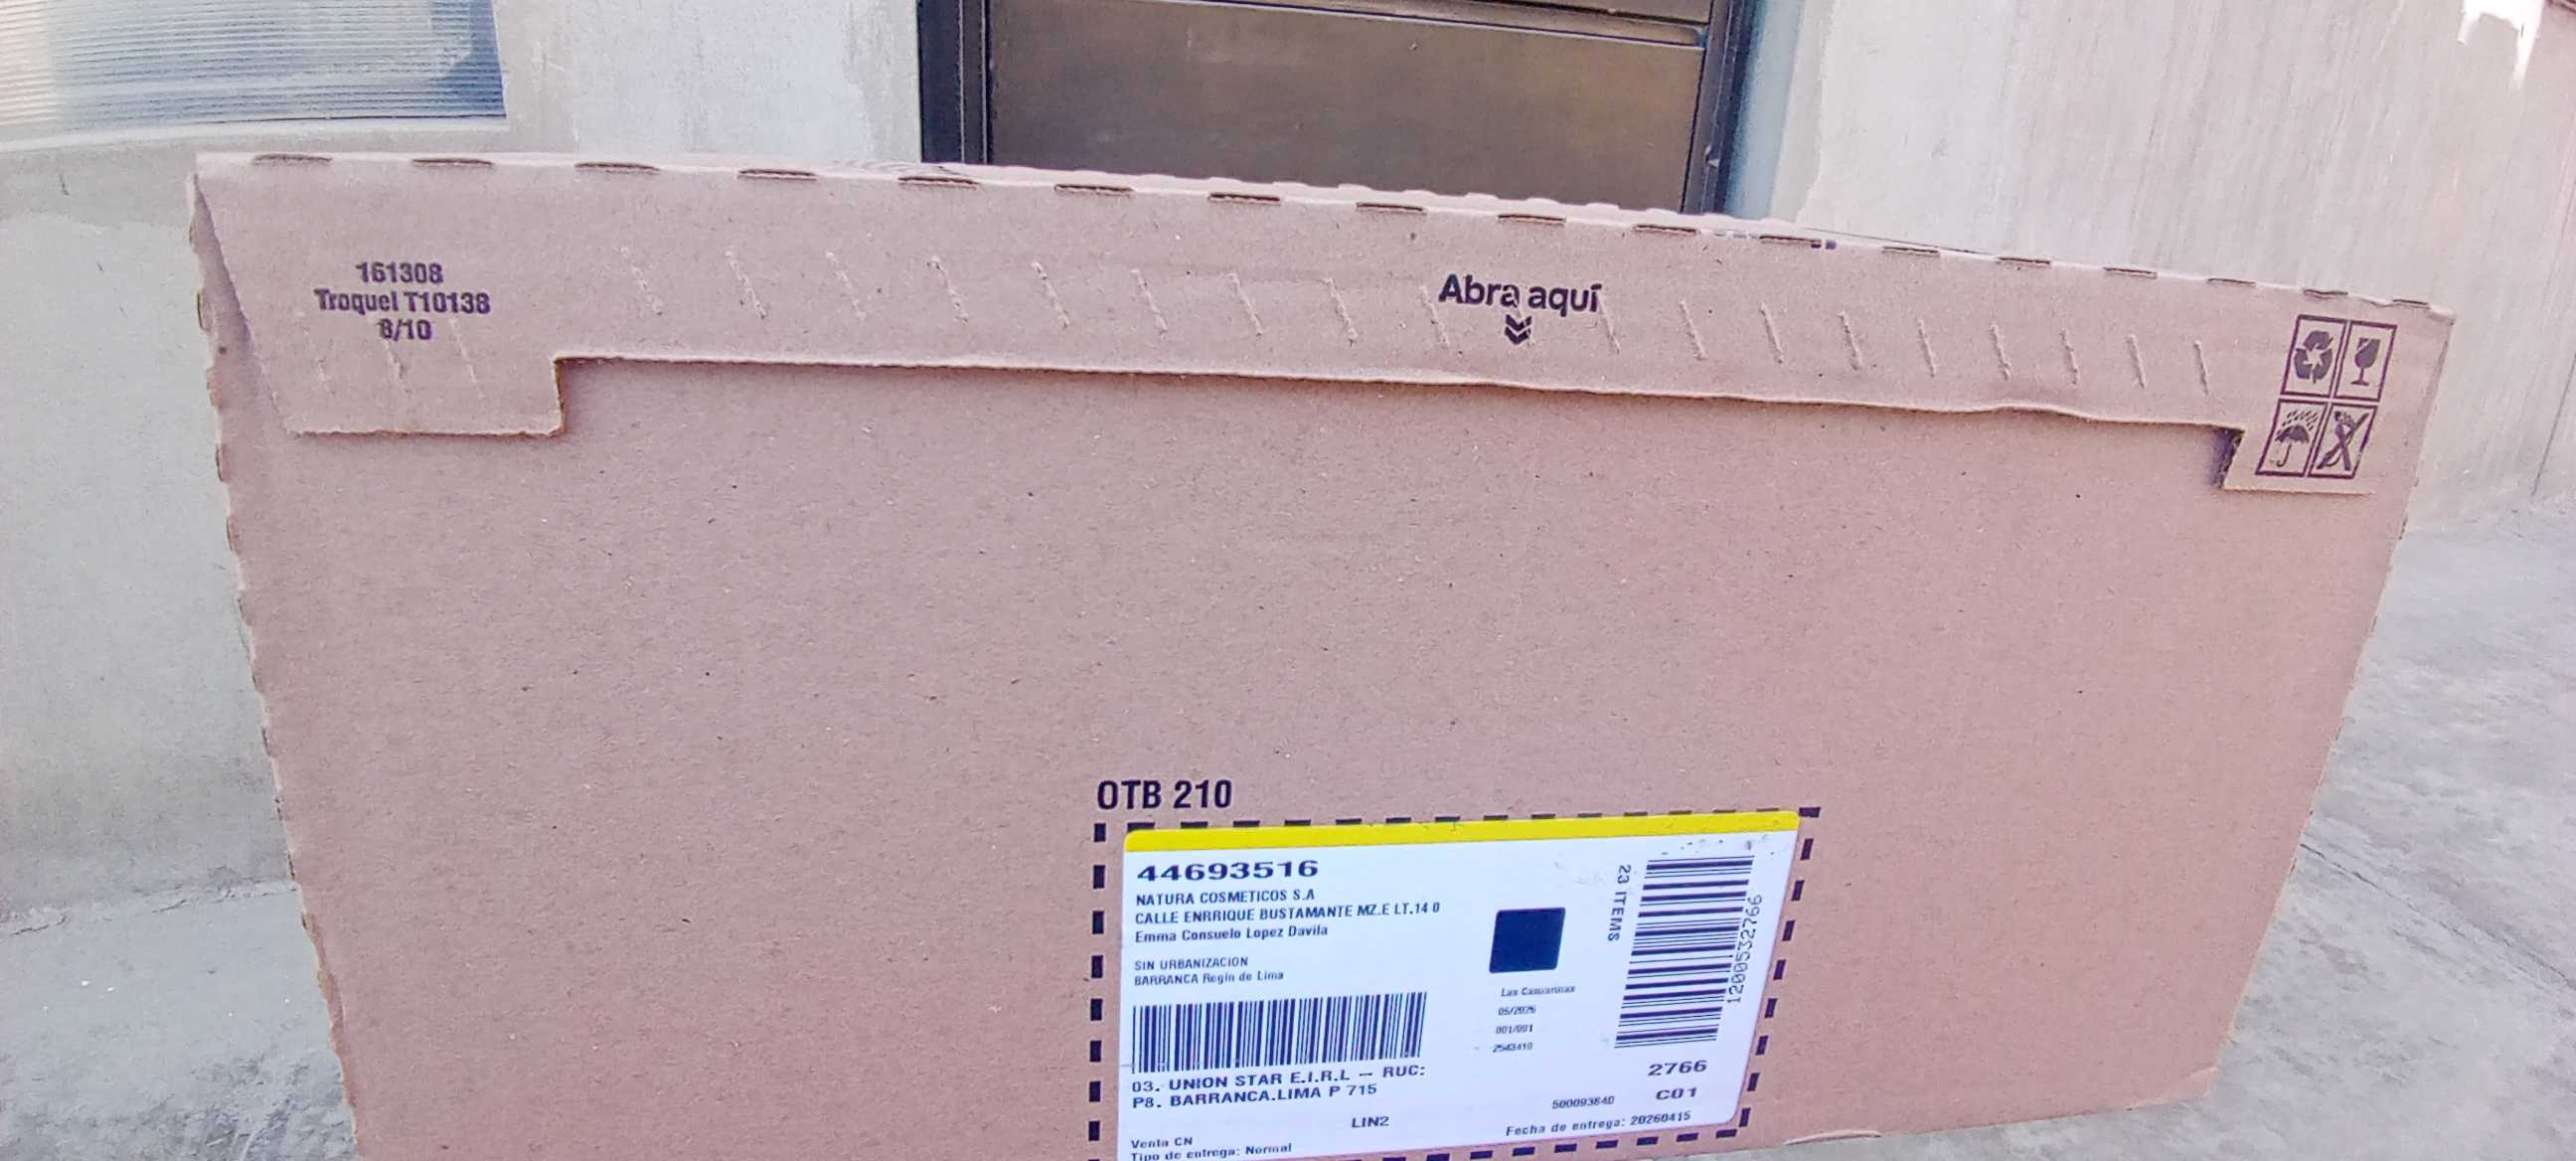 161308
Troquel T10138
8/10
Abra aquí
OTB 210
44693516
NATURA COSMETICOS S.A
CALLE ENRRIQUE BUSTAMANTE MZ.E LT.14 0
Emma Consuelo Lopez Davila
SIN URBANIZACION
BARRANCA Regin de Lima
23 ITEMS
1200532766
05/2026
001/001
2543410
03. UNION STAR E.I.R.L – RUC:
P8. BARRANCA.LIMA P 715
LIN2
2766
500093640 C01
Venta CN
Fecha de entrega: 20260415
Tipo de entrega: Normal